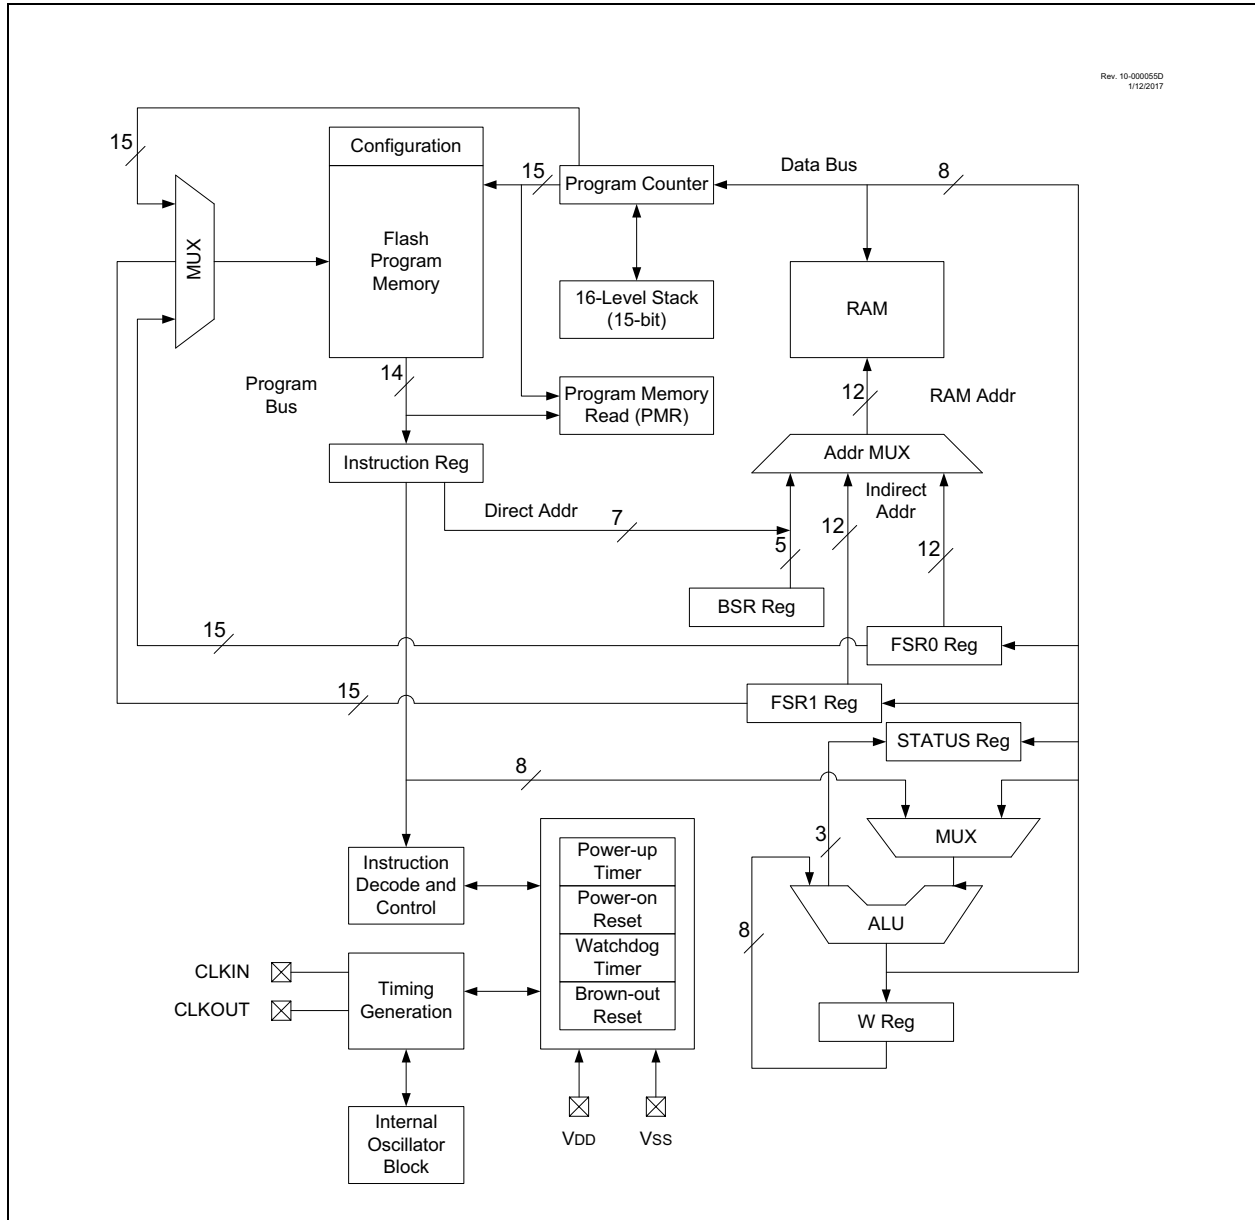 Rev. 10-000055D
1/12/2017
15
Configuration
15
Program Counter
Data Bus
8
MUX
Flash
Program
Memory
16-Level Stack
(15-bit)
RAM
Program
Bus
14
Program Memory
Read (PMR)
12
RAM Addr
Addr MUX
Instruction Reg
Indirect
Addr
Direct Addr
7
5
12
12
BSR Reg
15
FSR0 Reg
15
FSR1 Reg
STATUS Reg
8
3
MUX
Instruction
Decode and
Control
Power-up
Timer
Power-on
Reset
Watchdog
Timer
Brown-out
Reset
8
ALU
CLKIN
CLKOUT
Timing
Generation
W Reg
Internal
Oscillator
Block
VDD
VSS